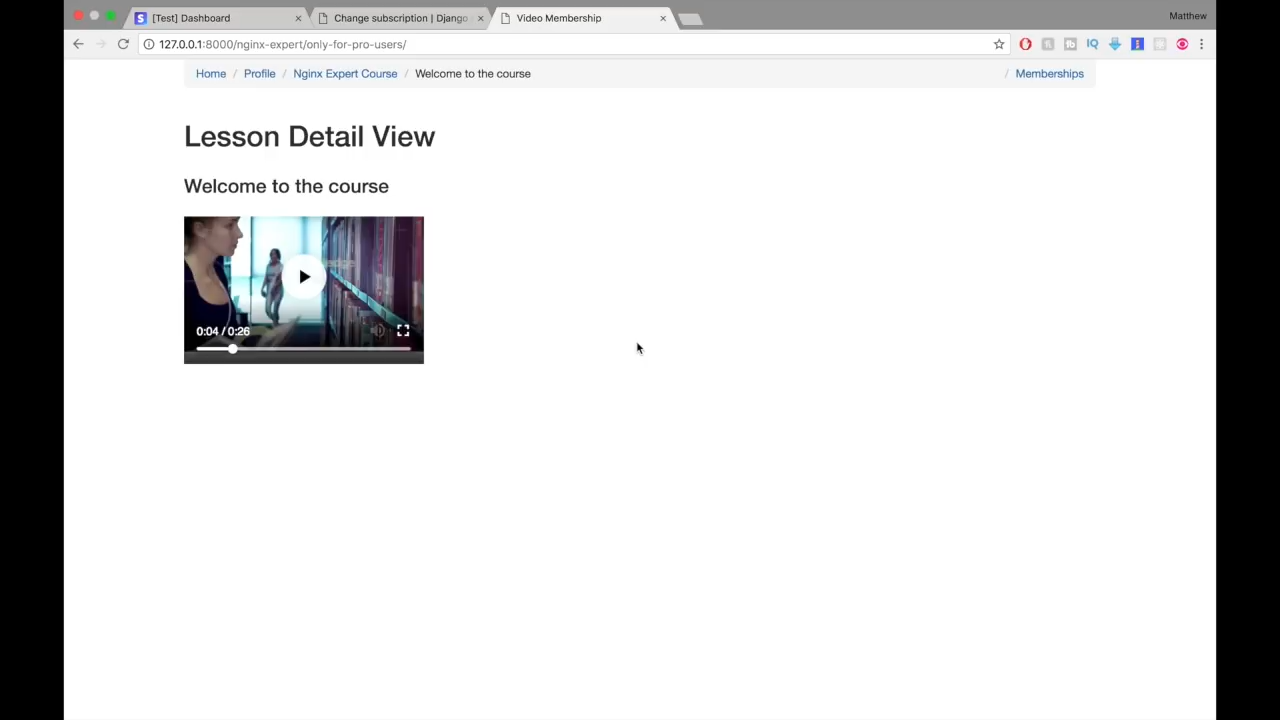 [Test] Dashboard
Change subscription | Django
Video Membership
Matthew
127.0.0.1:8000/nginx-expert/only-for-pro-users/
Home / Profile / Nginx Expert Course / Welcome to the course / Memberships
Lesson Detail View
Welcome to the course
0:04 / 0:26